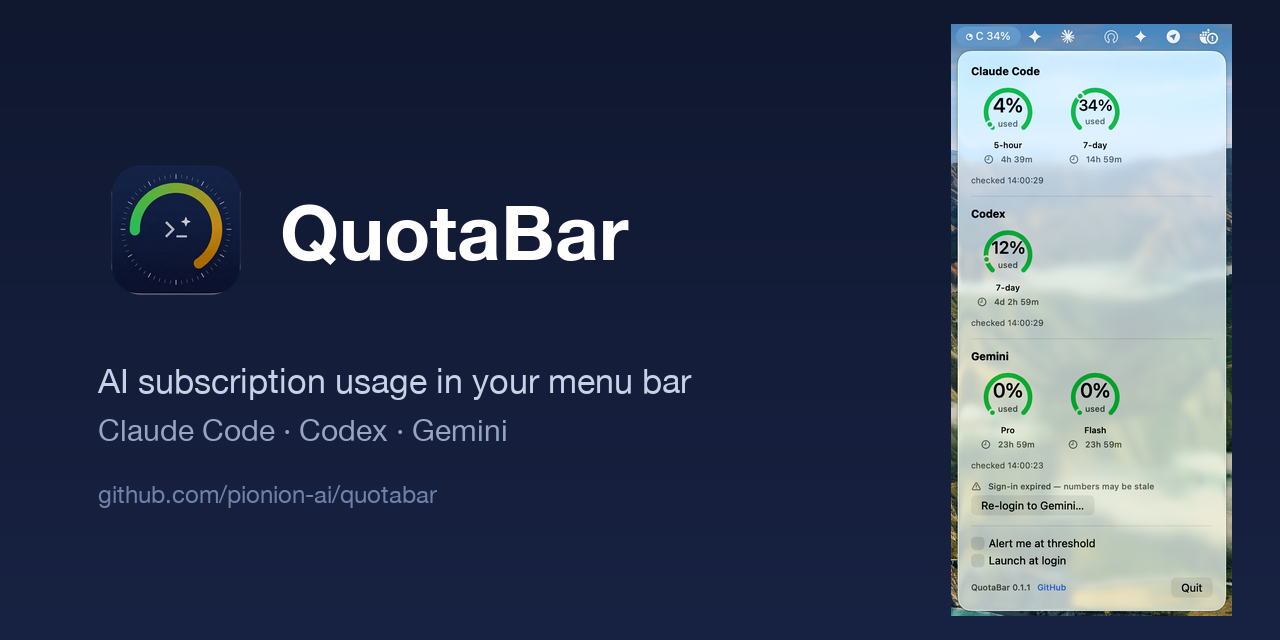 QuotaBar
AI subscription usage in your menu bar
Claude Code · Codex · Gemini
github.com/pionion-ai/quotabar
C 34%
Claude Code
4% 34%
used used
5-hour 7-day
4h 39m 14h 59m
checked 14:00:29
Codex
12%
used
7-day
4d 2h 59m
checked 14:00:29
Gemini
0% 0%
used used
Pro Flash
23h 59m 23h 59m
checked 14:00:23
Sign-in expired — numbers may be stale
Re-login to Gemini...
Alert me at threshold
Launch at login
QuotaBar 0.1.1 GitHub Quit